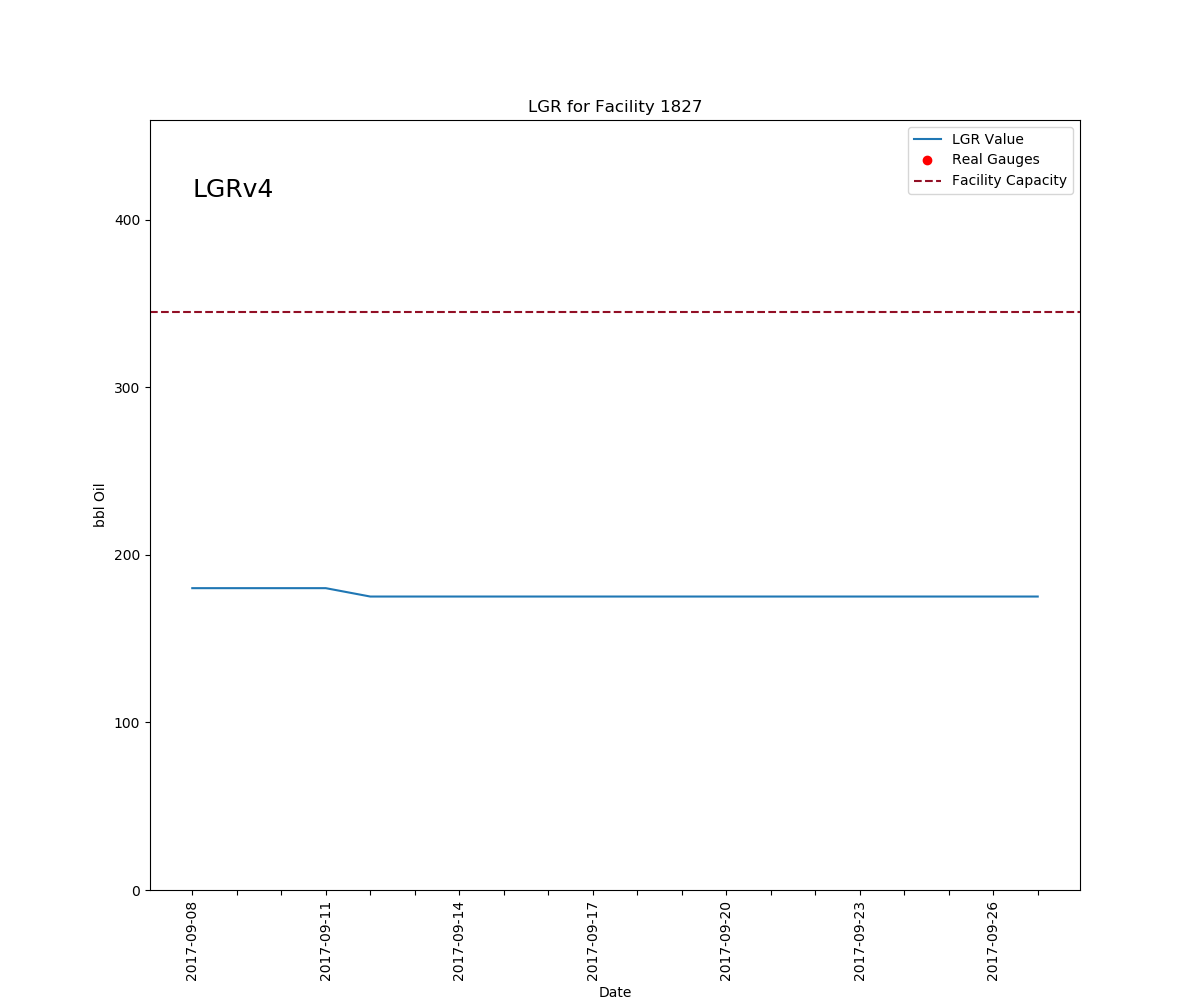 LGR for Facility 1827
LGRv4
LGR Value
Real Gauges
Facility Capacity
bbl Oil
400
300
200
100
0
2017-09-08
2017-09-11
2017-09-14
2017-09-17
2017-09-20
2017-09-23
2017-09-26
Date